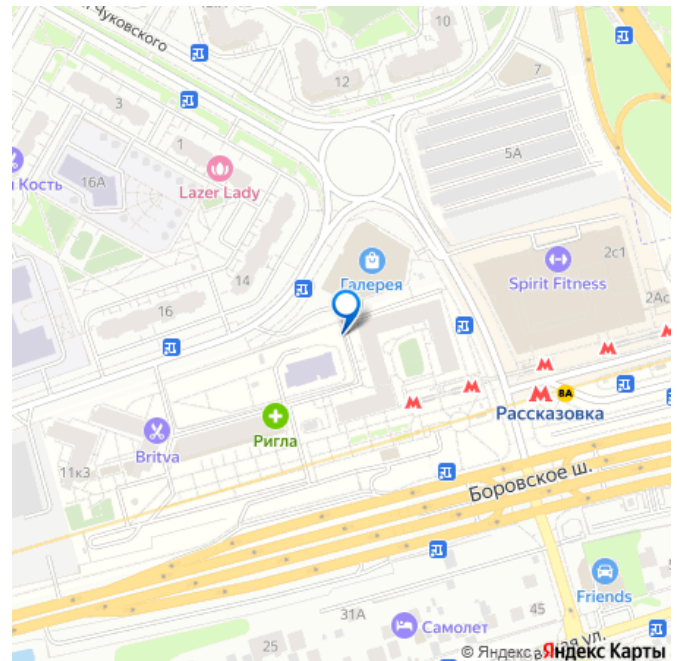 Чуковского
10
12
7
3
5А
1
16А
Кость
Lazer Lady
2с1
Галерея
Spirit Fitness
14
2Ас
16
ВА
Рассказовка
Britva
Ригла
11к3
Боровское ш.
Friends
31А
45
Самолет
25
ул.
© Яндекс
Яндекс Карты